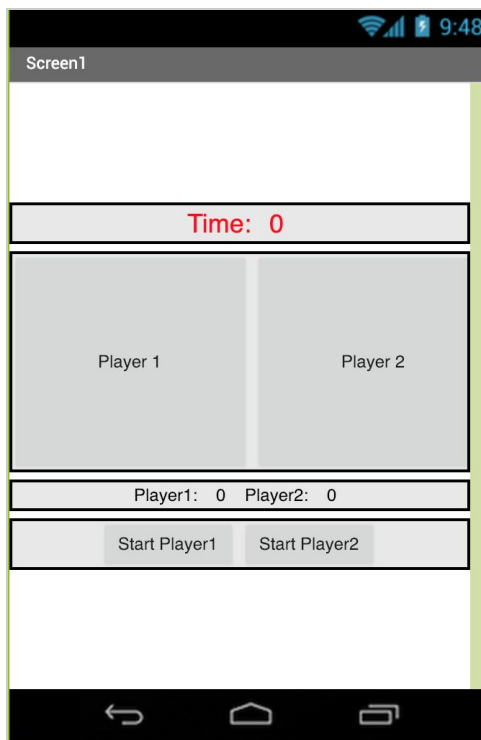 9:48
Screen1
Time: 0
Player 1 Player 2
Player1: 0 Player2: 0
Start Player1 Start Player2